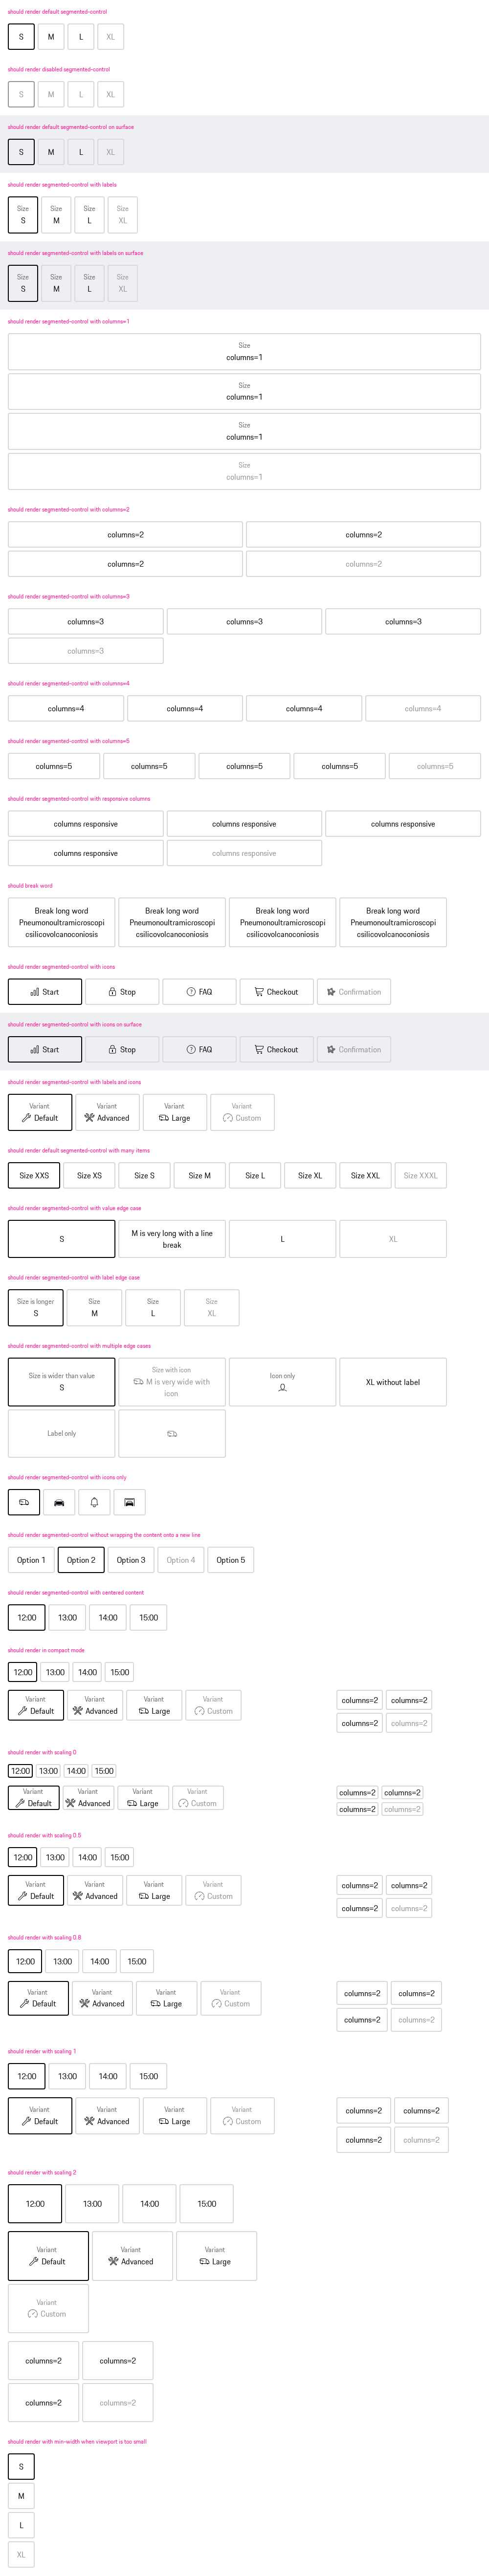 should render default segmented-control
S M L XL
should render disabled segmented-control
S M L XL
should render default segmented-control on surface
S M L XL
should render segmented-control with labels
Size Size Size Size
S M L XL
should render segmented-control with labels on surface
Size Size Size Size
S M L XL
should render segmented-control with columns=1
Size
columns=1
Size
columns=1
Size
columns=1
Size
columns=1
should render segmented-control with columns=2
columns=2 columns=2
columns=2 columns=2
should render segmented-control with columns=3
columns=3 columns=3 columns=3
columns=3
should render segmented-control with columns=4
columns=4 columns=4 columns=4 columns=4
should render segmented-control with columns=5
columns=5 columns=5 columns=5 columns=5 columns=5
should render segmented-control with responsive columns
columns responsive columns responsive columns responsive
columns responsive columns responsive
should break word
Break long word Break long word Break long word Break long word
Pneumonoultramicroscopi Pneumonoultramicroscopi Pneumonoultramicroscopi Pneumonoultramicroscopi
csilicovolcanoconiosis csilicovolcanoconiosis csilicovolcanoconiosis csilicovolcanoconiosis
should render segmented-control with icons
Start Stop FAQ Checkout Confirmation
should render segmented-control with icons on surface
Start Stop FAQ Checkout Confirmation
should render segmented-control with labels and icons
Variant Variant Variant Variant
Default Advanced Large Custom
should render default segmented-control with many items
Size XXS Size XS Size S Size M Size L Size XL Size XXL Size XXXL
should render segmented-control with value edge case
S M is very long with a line L XL
break
should render segmented-control with label edge case
Size is longer Size Size Size
S M L XL
should render segmented-control with multiple edge cases
Size is wider than value Size with icon Icon only XL without label
S M is very wide with
icon
Label only
should render segmented-control with icons only
should render segmented-control without wrapping the content onto a new line
Option 1 Option 2 Option 3 Option 4 Option 5
should render segmented-control with centered content
12:00 13:00 14:00 15:00
should render in compact mode
12:00 13:00 14:00 15:00
Variant Variant Variant Variant columns=2 columns=2
Default Advanced Large Custom columns=2 columns=2
should render with scaling 0
12:00 13:00 14:00 15:00
Variant Variant Variant Variant columns=2 columns=2
Default Advanced Large Custom columns=2 columns=2
should render with scaling 0.5
12:00 13:00 14:00 15:00
Variant Variant Variant Variant columns=2 columns=2
Default Advanced Large Custom columns=2 columns=2
should render with scaling 0.8
12:00 13:00 14:00 15:00
Variant Variant Variant Variant columns=2 columns=2
Default Advanced Large Custom columns=2 columns=2
should render with scaling 1
12:00 13:00 14:00 15:00
Variant Variant Variant Variant columns=2 columns=2
Default Advanced Large Custom columns=2 columns=2
should render with scaling 2
12:00 13:00 14:00 15:00
Variant Variant Variant
Default Advanced Large
Variant
Custom
columns=2 columns=2
columns=2 columns=2
should render with min-width when viewport is too small
S
M
L
XL